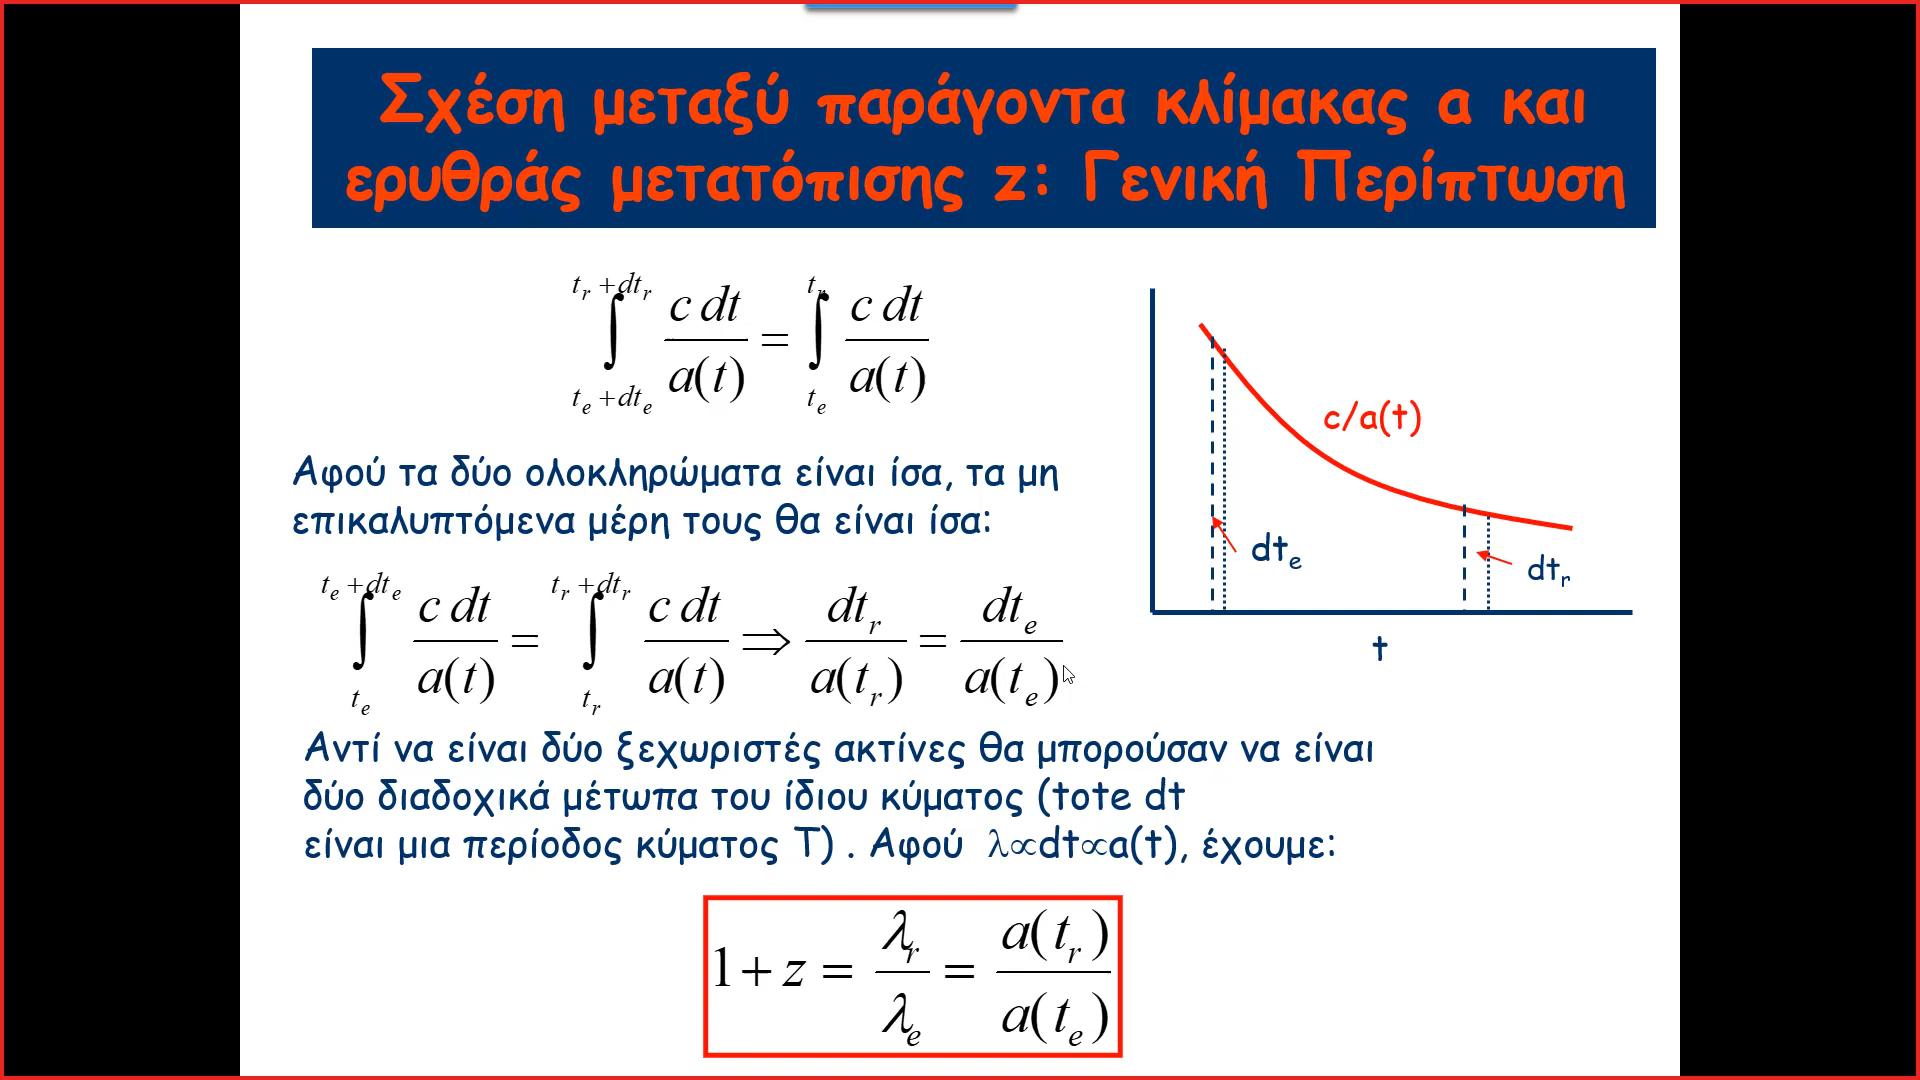 Σχέση μεταξύ παράγοντα κλίμακας a και
ερυθράς μετατόπισης z: Γενική Περίπτωση
∫_{t_e+dt_e}^{t_r+dt_r} c dt / a(t) = ∫_{t_e}^{t_r} c dt / a(t)
c/a(t)
Αφού τα δύο ολοκληρώματα είναι ίσα, τα μη
επικαλυπτόμενα μέρη τους θα είναι ίσα:
dt_e
dt_r
t
∫_{t_e}^{t_e+dt_e} c dt / a(t) = ∫_{t_r}^{t_r+dt_r} c dt / a(t) ⇒ dt_r / a(t_r) = dt_e / a(t_e)
Αντί να είναι δύο ξεχωριστές ακτίνες θα μπορούσαν να είναι
δύο διαδοχικά μέτωπα του ίδιου κύματος (tote dt
είναι μια περίοδος κύματος T) . Αφού λ∝dt∝a(t), έχουμε:
1 + z = λ_r / λ_e = a(t_r) / a(t_e)